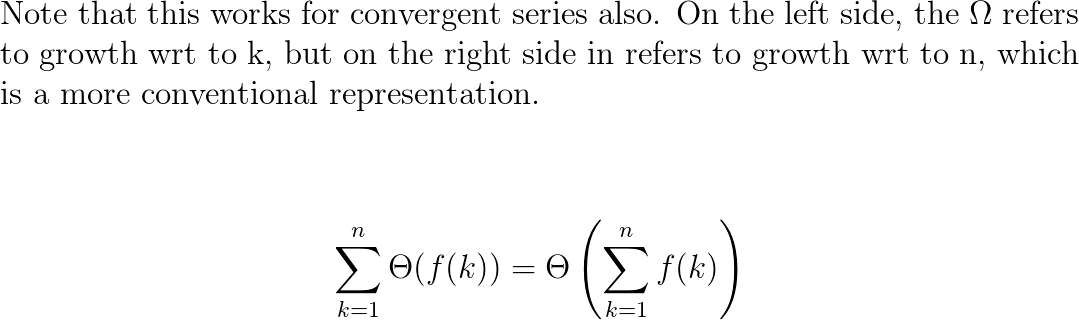 Note that this works for convergent series also. On the left side, the Ω refers
to growth wrt to k, but on the right side in refers to growth wrt to n, which
is a more conventional representation.
\sum_{k=1}^{n} \Theta(f(k)) = \Theta \left( \sum_{k=1}^{n} f(k) \right)